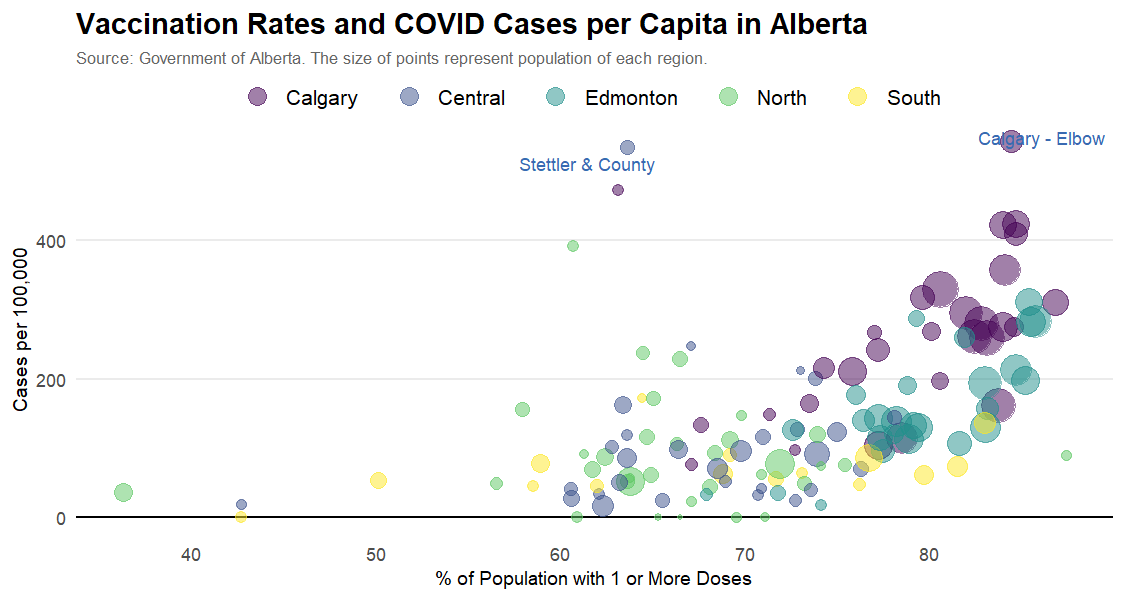 Vaccination Rates and COVID Cases per Capita in Alberta
Source: Government of Alberta. The size of points represent population of each region.
Calgary Central Edmonton North South
Calgary - Elbow
Stettler & County
400
200
0
Cases per 100,000
40 50 60 70 80
% of Population with 1 or More Doses